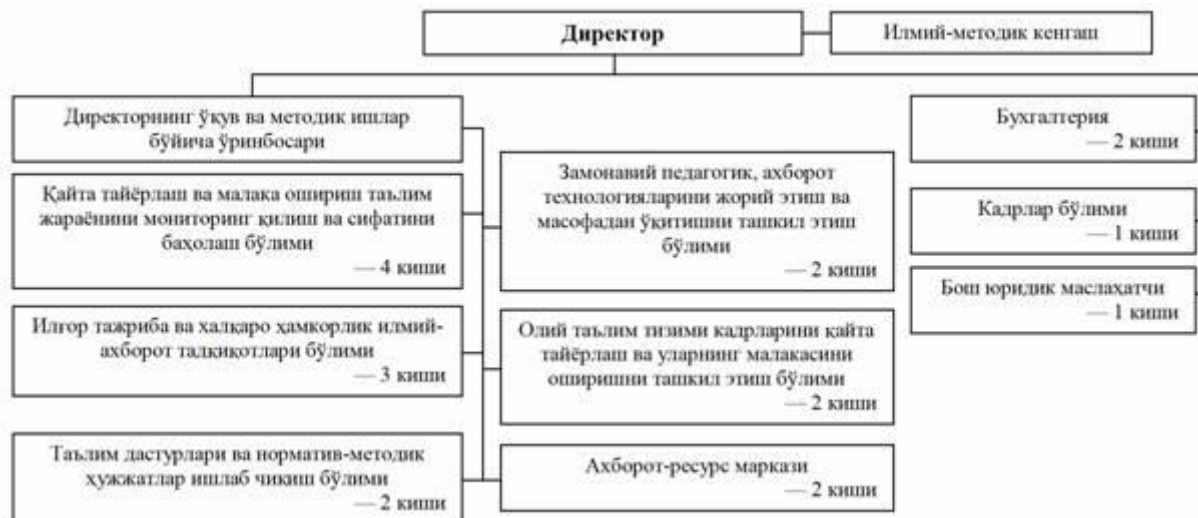 Директор
Илмий-методик кенгаш
Директорнинг ўқув ва методик ишлар
бўйича ўринбосари
Қайта тайёрлаш ва малака ошириш таълим
жараёнини мониторинг қилиш ва сифатини
баҳолаш бўлими
— 4 киши
Илғор тажриба ва халқаро ҳамкорлик илмий-
ахборот тадқиқотлари бўлими
— 3 киши
Таълим дастурлари ва норматив-методик
ҳужжатлар ишлаб чиқиш бўлими
— 2 киши
Замонавий педагогик, ахборот
технологияларини жорий этиш ва
масофадан ўқитишни ташкил этиш
бўлими
— 2 киши
Олий таълим тизими кадрларини қайта
тайёрлаш ва уларнинг малакасини
оширишни ташкил этиш бўлими
— 2 киши
Ахборот-ресурс маркази
— 2 киши
Бухгалтерия
— 2 киши
Кадрлар бўлими
— 1 киши
Бош юридик маслаҳатчи
— 1 киши